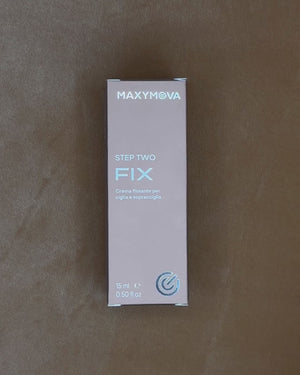 MAXYMOVA
STEP TWO
FIX
Crema fissante per
ciglia e sopracciglia
15 ml ℮
0.50 fl oz